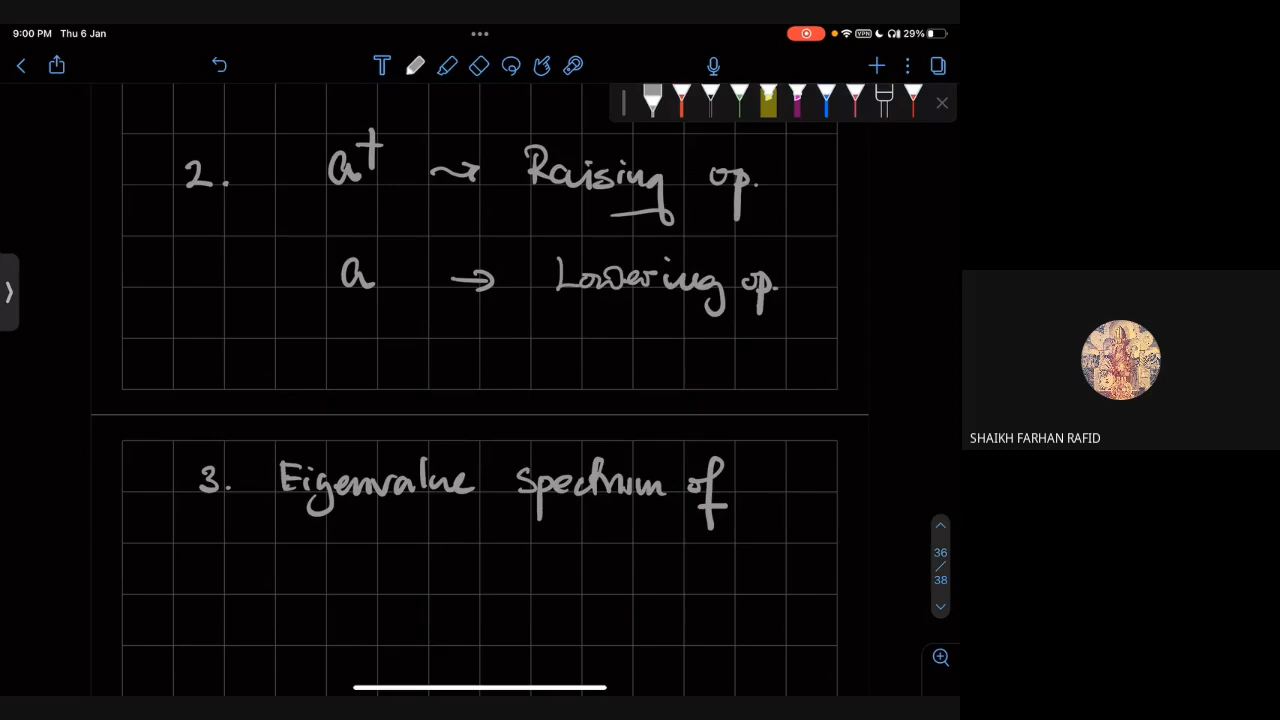 9:00 PM Thu 6 Jan
VPN 29%
2. a† ⤳ Raising op.
a → Lowering op.
3. Eigenvalue spectrum of
36
/
38
SHAIKH FARHAN RAFID